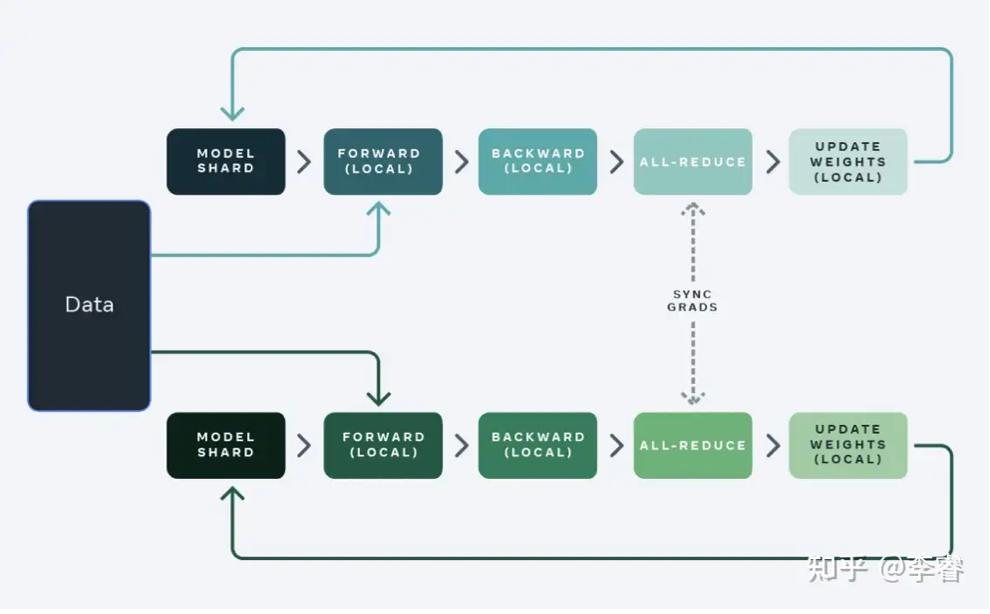 MODEL
SHARD
FORWARD
(LOCAL)
BACKWARD
(LOCAL)
ALL-REDUCE
UPDATE
WEIGHTS
(LOCAL)
Data
SYNC
GRADS
MODEL
SHARD
FORWARD
(LOCAL)
BACKWARD
(LOCAL)
ALL-REDUCE
UPDATE
WEIGHTS
(LOCAL)
知乎 @李睿